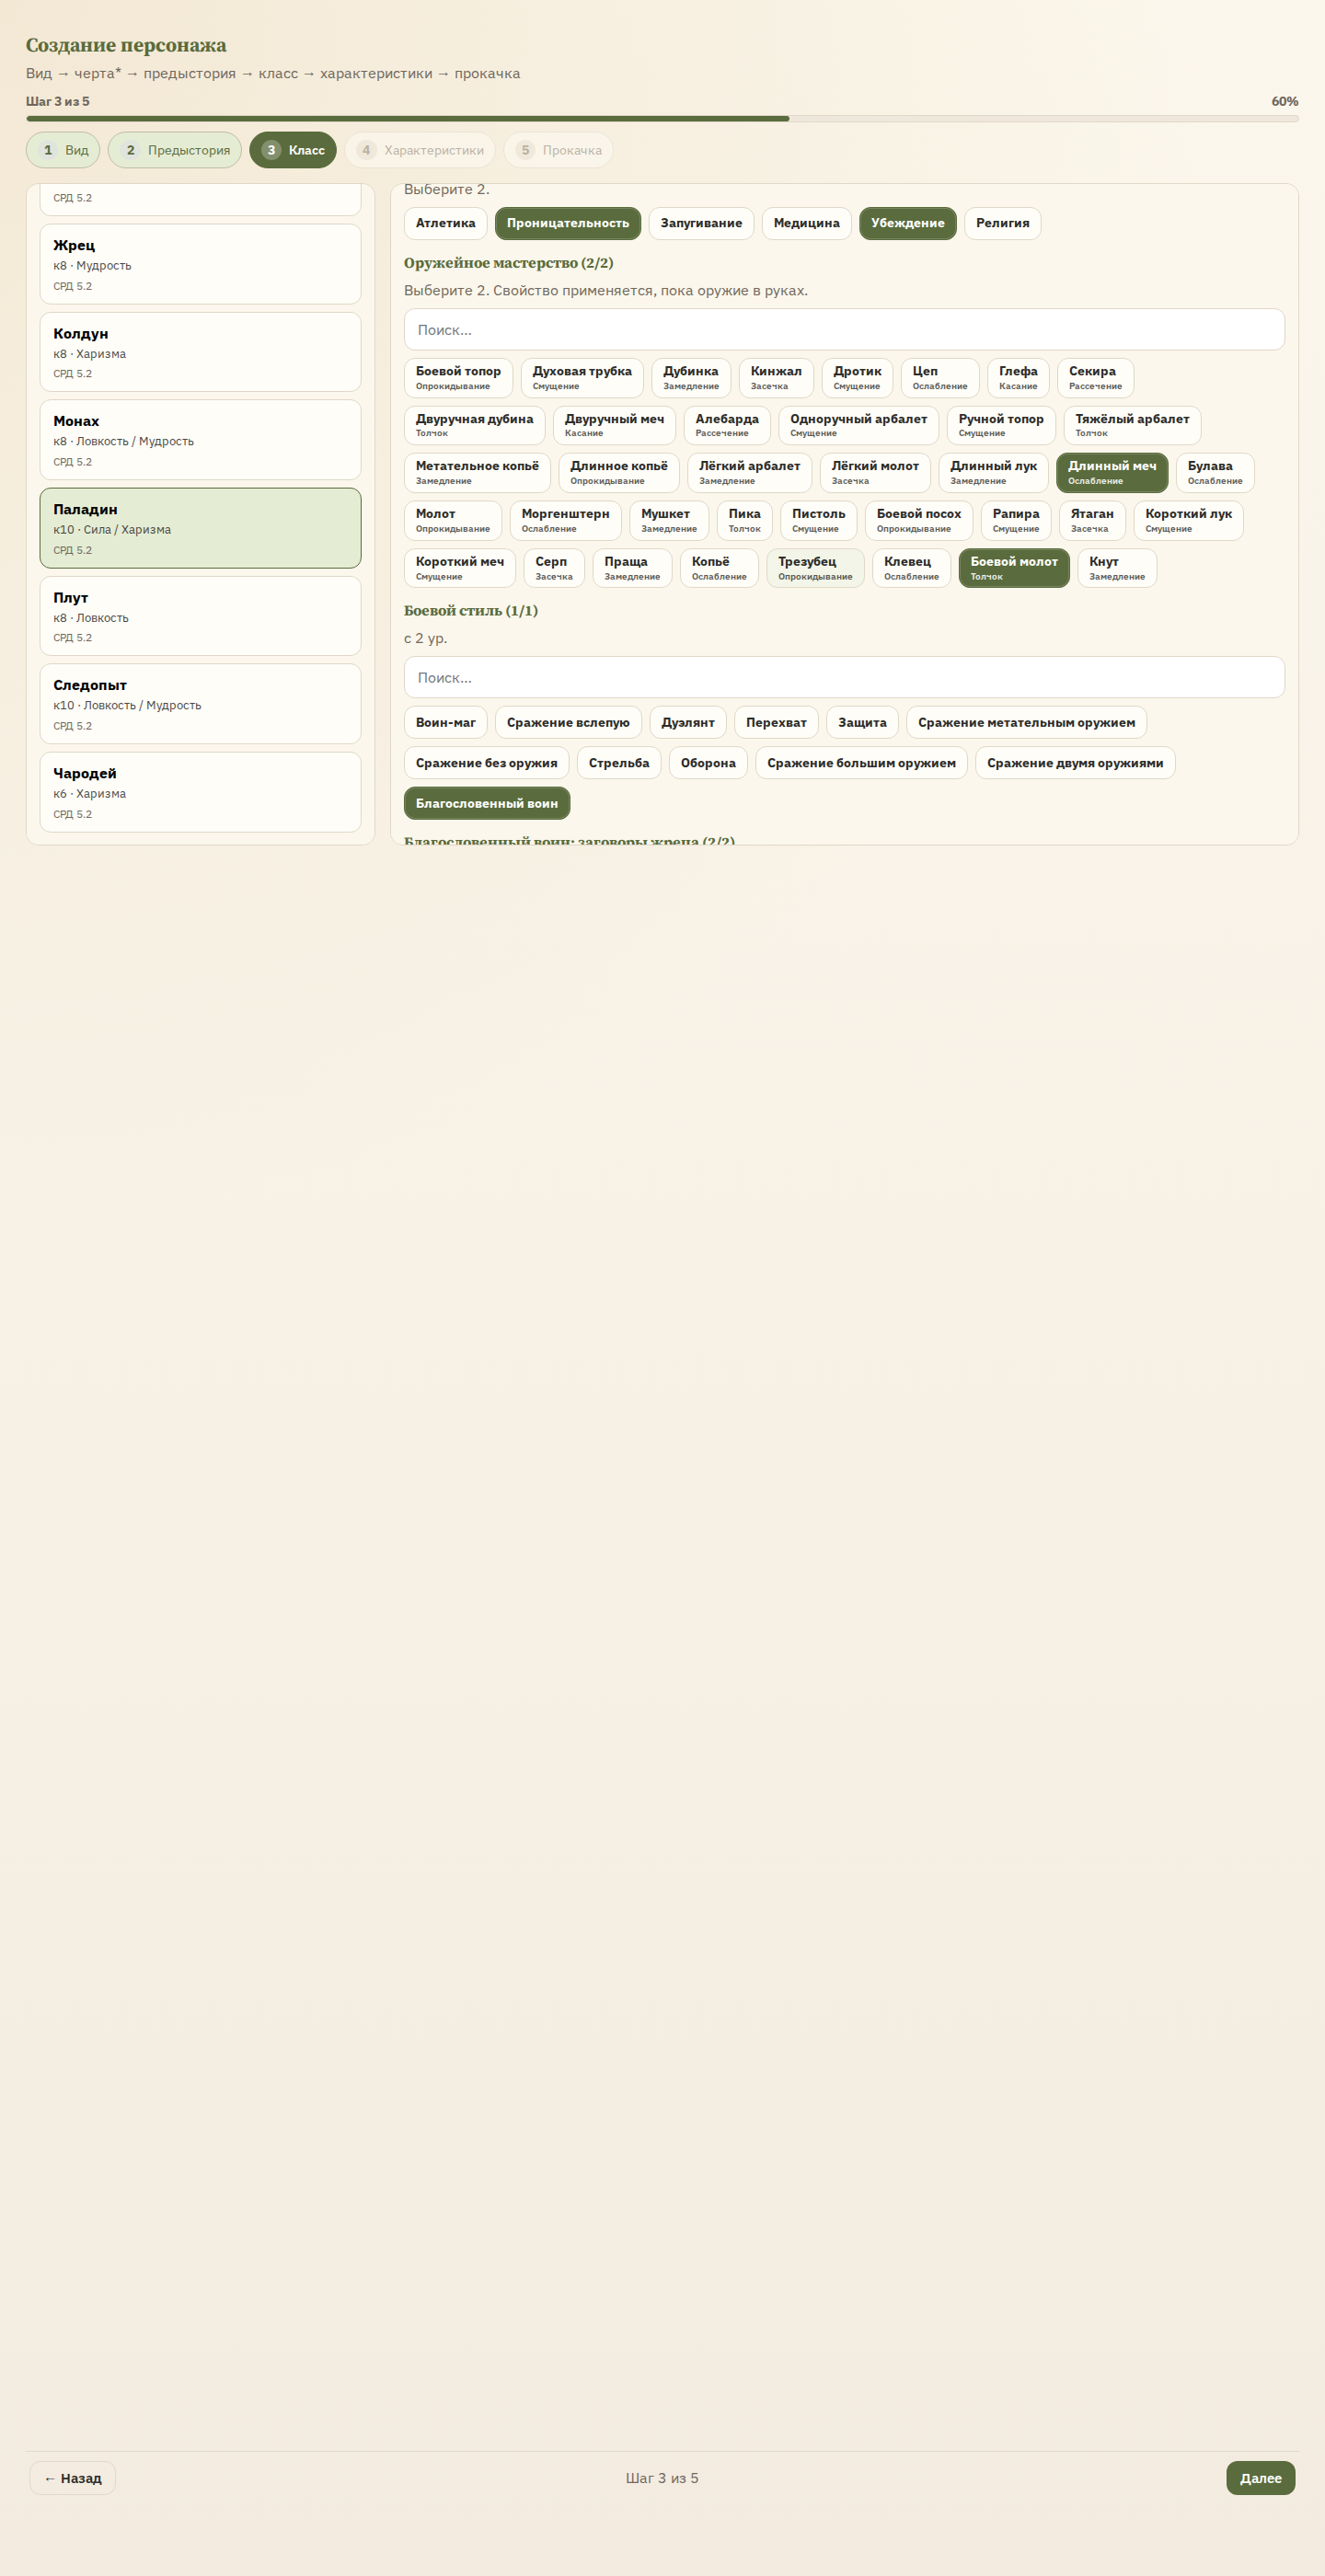 Создание персонажа
Вид → черта* → предыстория → класс → характеристики → прокачка
Шаг 3 из 5
60%
1 Вид
2 Предыстория
3 Класс
4 Характеристики
5 Прокачка
СРД 5.2
Жрец
к8 · Мудрость
СРД 5.2
Колдун
к8 · Харизма
СРД 5.2
Монах
к8 · Ловкость / Мудрость
СРД 5.2
Паладин
к10 · Сила / Харизма
СРД 5.2
Плут
к8 · Ловкость
СРД 5.2
Следопыт
к10 · Ловкость / Мудрость
СРД 5.2
Чародей
к6 · Харизма
СРД 5.2
Выберите 2.
Атлетика Проницательность Запугивание Медицина Убеждение Религия
Оружейное мастерство (2/2)
Выберите 2. Свойство применяется, пока оружие в руках.
Поиск...
Боевой топор Духовая трубка Дубинка Кинжал Дротик Цеп Глефа Секира
Опрокидывание Смущение Замедление Засечка Смущение Ослабление Касание Рассечение
Двуручная дубина Двуручный меч Алебарда Одноручный арбалет Ручной топор Тяжёлый арбалет
Толчок Касание Рассечение Смущение Смущение Толчок
Метательное копьё Длинное копьё Лёгкий арбалет Лёгкий молот Длинный лук Длинный меч Булава
Замедление Опрокидывание Замедление Засечка Замедление Ослабление Ослабление
Молот Моргенштерн Мушкет Пика Пистоль Боевой посох Рапира Ятаган Короткий лук
Опрокидывание Ослабление Замедление Толчок Смущение Опрокидывание Смущение Засечка Смущение
Короткий меч Серп Праща Копьё Трезубец Клевец Боевой молот Кнут
Смущение Засечка Замедление Ослабление Опрокидывание Ослабление Толчок Замедление
Боевой стиль (1/1)
с 2 ур.
Поиск...
Воин-маг Сражение вслепую Дуэлянт Перехват Защита Сражение метательным оружием
Сражение без оружия Стрельба Оборона Сражение большим оружием Сражение двумя оружиями
Благословенный воин
Благословенный воин: заговоры жреца (2/2)
← Назад
Шаг 3 из 5
Далее